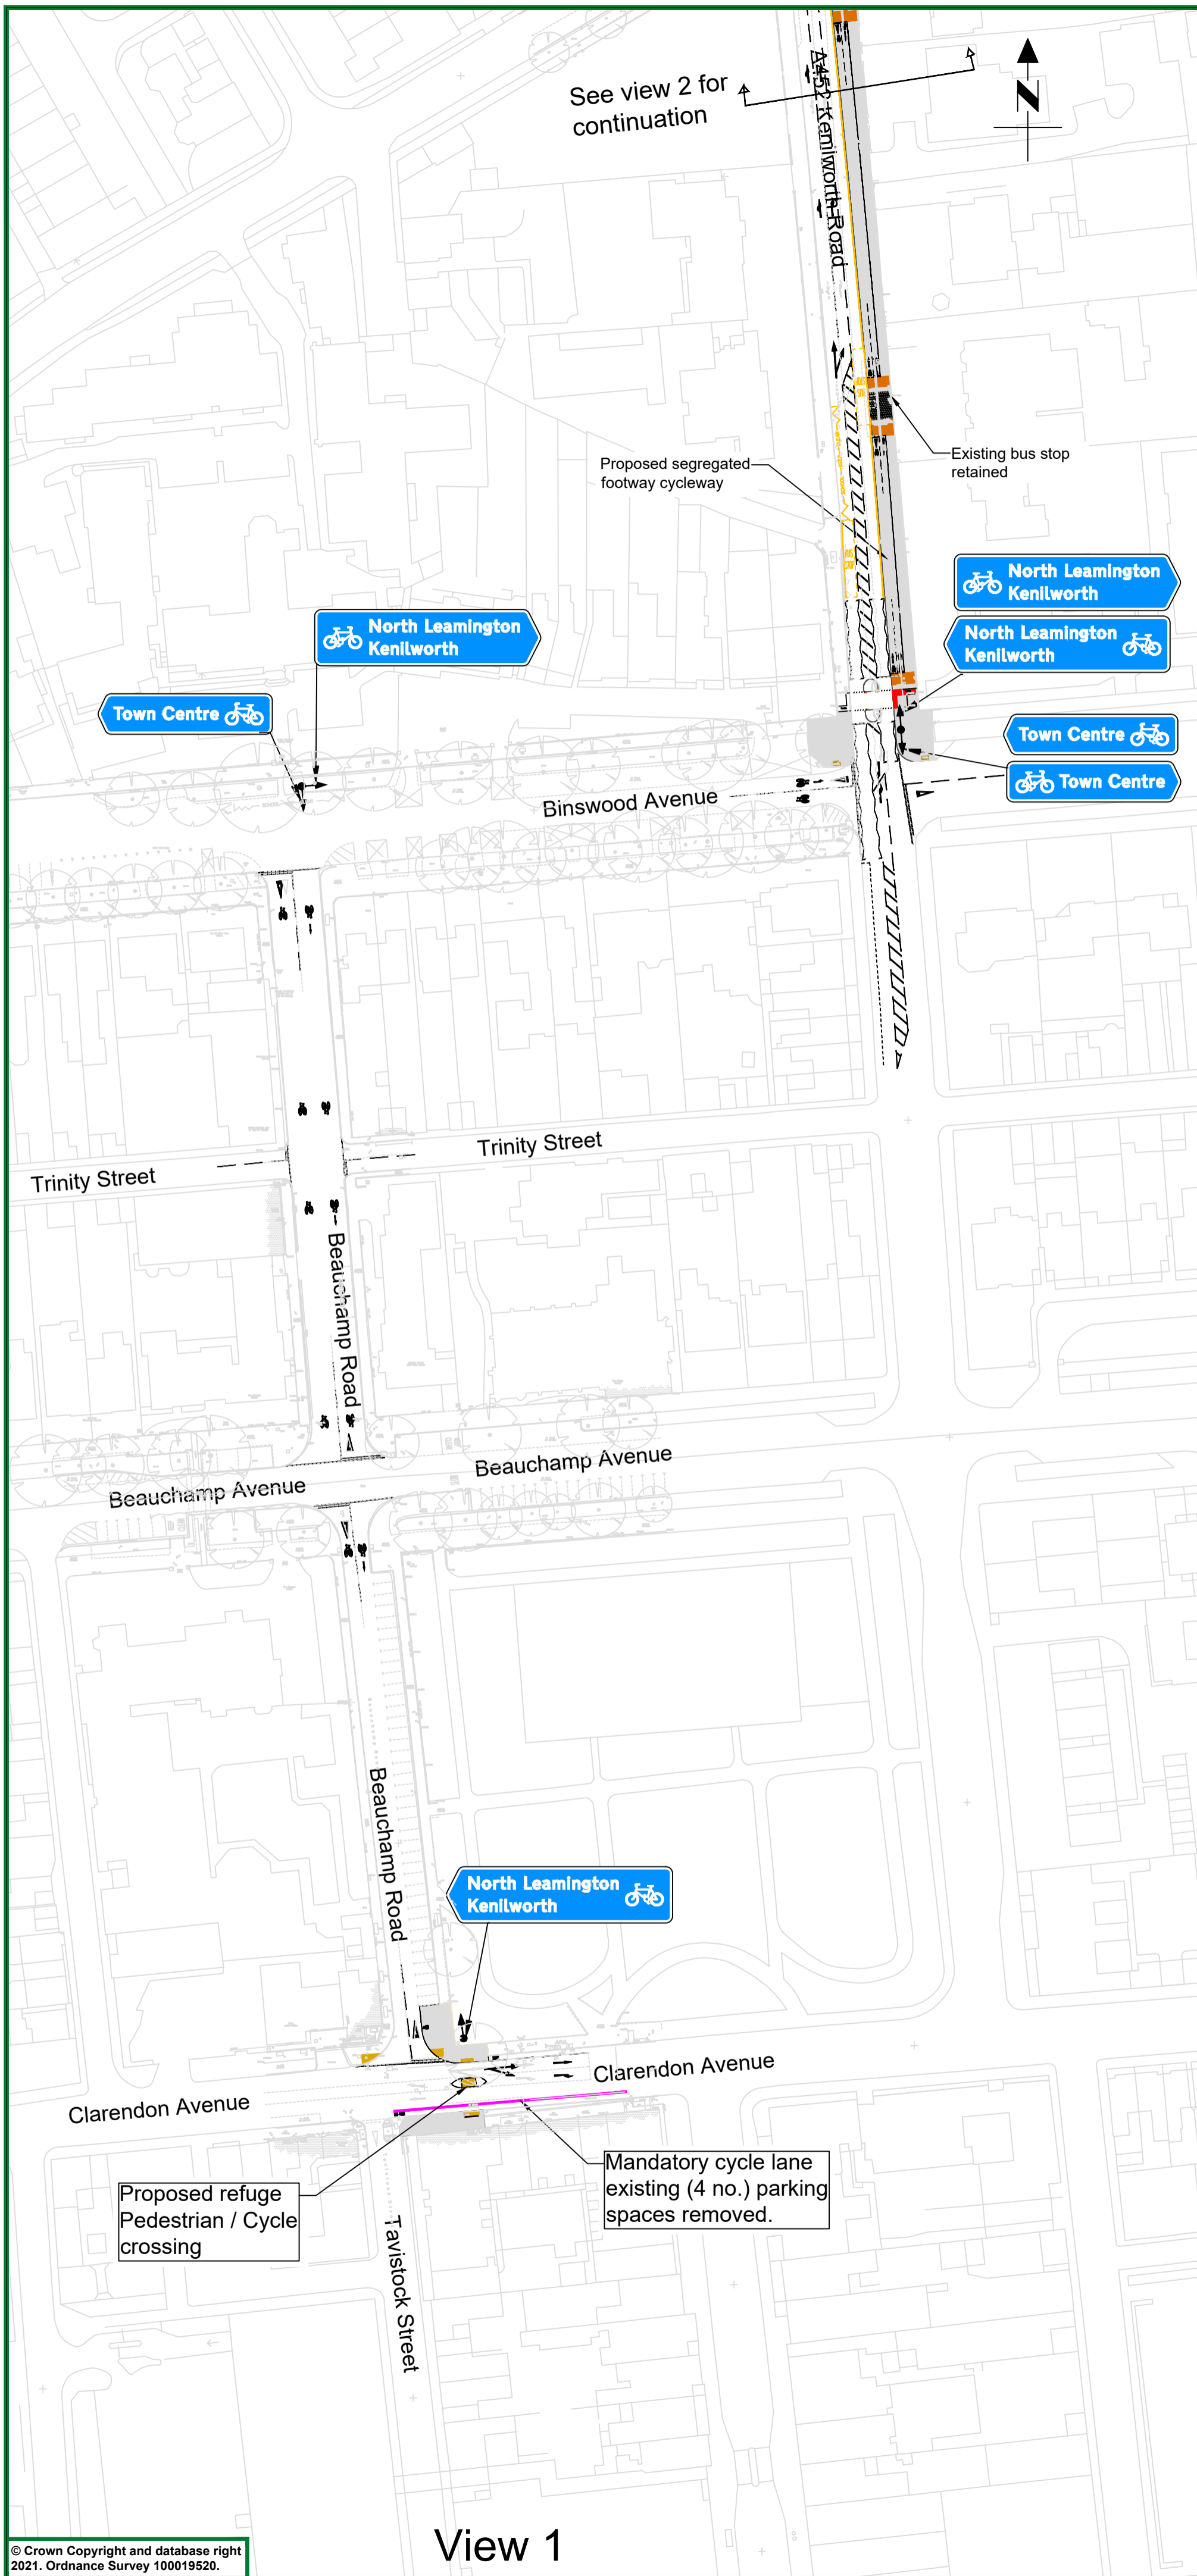 See view 2 for
continuation
N
A452 Kenilworth Road
Proposed segregated
footway cycleway
Existing bus stop
retained
North Leamington
Kenilworth
North Leamington
Kenilworth
North Leamington
Kenilworth
Town Centre
Town Centre
Town Centre
Binswood Avenue
Trinity Street
Trinity Street
Beauchamp Road
Beauchamp Avenue
Beauchamp Avenue
Beauchamp Road
North Leamington
Kenilworth
Clarendon Avenue
Clarendon Avenue
Proposed refuge
Pedestrian / Cycle
crossing
Mandatory cycle lane
existing (4 no.) parking
spaces removed.
Tavistock Street
View 1
© Crown Copyright and database right
2021. Ordnance Survey 100019520.